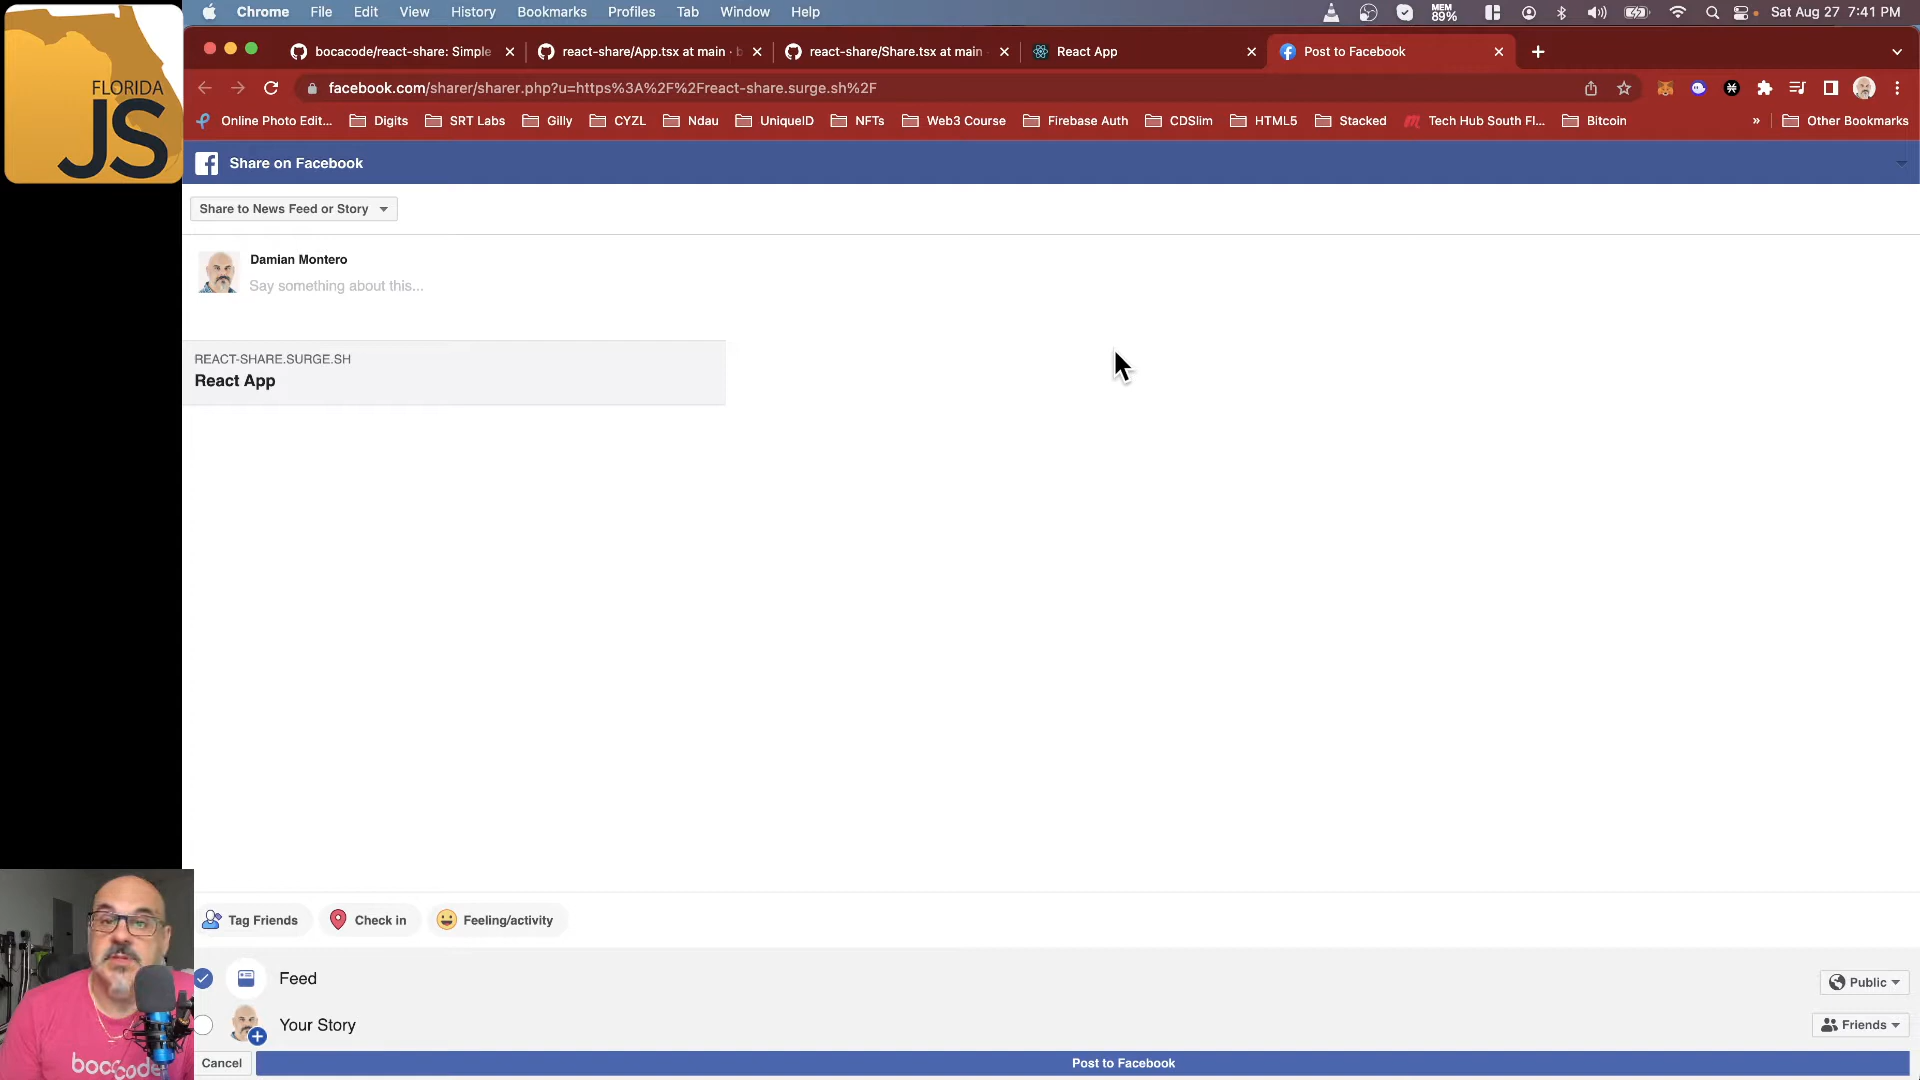 Chrome File Edit View History Bookmarks Profiles Tab Window Help MEM 89% Sat Aug 27 7:41 PM
FLORIDA
JS
bocacode/react-share: Simple react-share/App.tsx at main · b react-share/Share.tsx at main React App Post to Facebook
facebook.com/sharer/sharer.php?u=https%3A%2F%2Freact-share.surge.sh%2F
Online Photo Edit... Digits SRT Labs Gilly CYZL Ndau UniqueID NFTs Web3 Course Firebase Auth CDSlim HTML5 Stacked Tech Hub South Fl... Bitcoin » Other Bookmarks
Share on Facebook
Share to News Feed or Story
Damian Montero
Say something about this...
REACT-SHARE.SURGE.SH
React App
Tag Friends Check in Feeling/activity
Feed Public
Your Story Friends
Cancel Post to Facebook